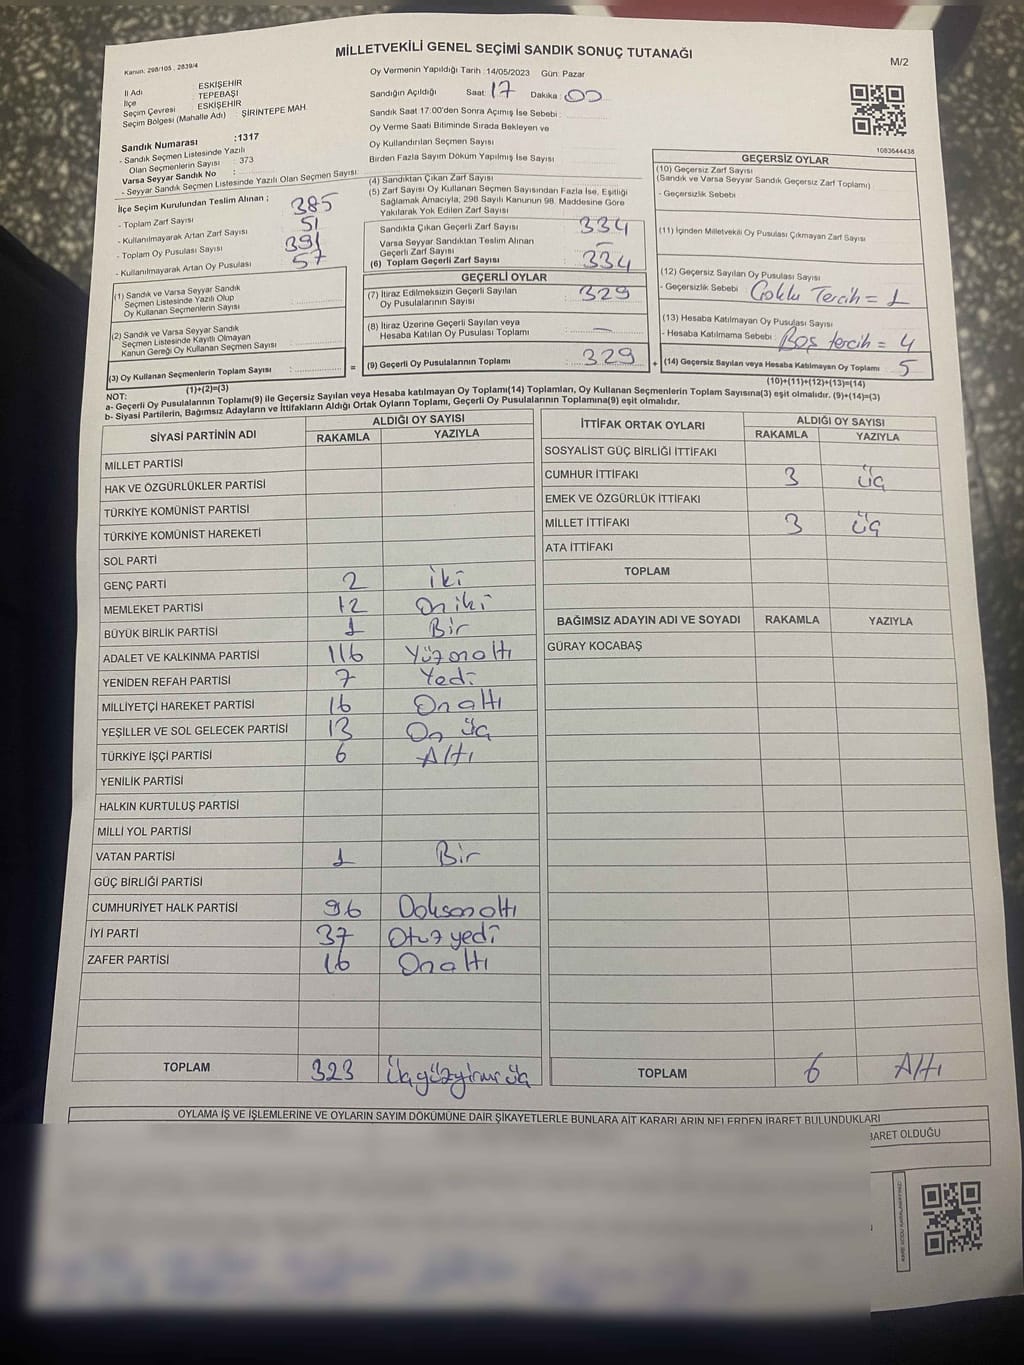 MİLLETVEKİLİ GENEL SEÇİMİ SANDIK SONUÇ TUTANAĞI
M/2
Kanun: 298/105 , 2839/4
İl Adı ESKİŞEHİR
İlçe TEPEBAŞI
Seçim Çevresi ESKİŞEHİR
Seçim Bölgesi (Mahalle Adı) ŞİRİNTEPE MAH.
Sandık Numarası :1317
- Sandık Seçmen Listesinde Yazılı
Olan Seçmenlerin Sayısı : 373
Varsa Seyyar Sandık No :
- Seyyar Sandık Seçmen Listesinde Yazılı Olan Seçmen Sayısı
Oy Vermenin Yapıldığı Tarih : 14/05/2023 Gün: Pazar
Sandığın Açıldığı Saat : 17 Dakika : 00
Sandık Saat 17:00'den Sonra Açımış İse Sebebi :
Oy Verme Saati Bitiminde Sırada Bekleyen ve
Oy Kullandırılan Seçmen Sayısı
Birden Fazla Sayım Döküm Yapılmış İse Sayısı
1083644438
İlçe Seçim Kurulundan Teslim Alınan ;
- Toplam Zarf Sayısı 385
- Kullanılmayarak Artan Zarf Sayısı 51
- Toplam Oy Pusulası Sayısı 391
- Kullanılmayarak Artan Oy Pusulası 57
(1) Sandık ve Varsa Seyyar Sandık
Seçmen Listesinde Yazılı Olup
Oy Kullanan Seçmenlerin Sayısı
(2) Sandık ve Varsa Seyyar Sandık
Seçmen Listesinde Kayıtlı Olmayan
Kanun Gereği Oy Kullanan Seçmen Sayısı
(3) Oy Kullanan Seçmenlerin Toplam Sayısı
(1)+(2)=(3)
(4) Sandıktan Çıkan Zarf Sayısı
(5) Zarf Sayısı Oy Kullanan Seçmen Sayısından Fazla İse, Eşitliği
Sağlamak Amacıyla, 298 Sayılı Kanunun 98. Maddesine Göre
Yakılarak Yok Edilen Zarf Sayısı
Sandıkta Çıkan Geçerli Zarf Sayısı 334
Varsa Seyyar Sandıktan Teslim Alınan
Geçerli Zarf Sayısı –
(6) Toplam Geçerli Zarf Sayısı 334
GEÇERLİ OYLAR
(7) İtiraz Edilmeksizin Geçerli Sayılan
Oy Pusulalarının Sayısı 329
(8) İtiraz Üzerine Geçerli Sayılan veya
Hesaba Katılan Oy Pusulası Toplamı –
= (9) Geçerli Oy Pusulalarının Toplamı 329 +
GEÇERSİZ OYLAR
(10) Geçersiz Zarf Sayısı
(Sandık ve Varsa Seyyar Sandık Geçersiz Zarf Toplamı)
- Geçersizlik Sebebi
(11) İçinden Milletvekili Oy Pusulası Çıkmayan Zarf Sayısı
(12) Geçersiz Sayılan Oy Pusulası Sayısı
- Geçersizlik Sebebi Çoklu Tercih = 1
(13) Hesaba Katılmayan Oy Pusulası Sayısı
- Hesaba Katılmama Sebebi : Boş tercih = 4
(14) Geçersiz Sayılan veya Hesaba Katılmayan Oy Toplamı 5
(10)+(11)+(12)+(13)=(14)
NOT:
a- Geçerli Oy Pusulalarının Toplamı(9) ile Geçersiz Sayılan veya Hesaba katılmayan Oy Toplamı(14) Toplamları, Oy Kullanan Seçmenlerin Toplam Sayısına(3) eşit olmalıdır. (9)+(14)=(3)
b- Siyasi Partilerin, Bağımsız Adayların ve İttifakların Aldığı Ortak Oyların Toplamı, Geçerli Oy Pusulalarının Toplamına(9) eşit olmalıdır.
SİYASİ PARTİNİN ADI ALDIĞI OY SAYISI
RAKAMLA YAZIYLA
MİLLET PARTİSİ
HAK VE ÖZGÜRLÜKLER PARTİSİ
TÜRKİYE KOMÜNİST PARTİSİ
TÜRKİYE KOMÜNİST HAREKETİ
SOL PARTİ
GENÇ PARTİ 2 iki
MEMLEKET PARTİSİ 12 On iki
BÜYÜK BİRLİK PARTİSİ 1 Bir
ADALET VE KALKINMA PARTİSİ 116 Yüzonaltı
YENİDEN REFAH PARTİSİ 7 Yedi
MİLLİYETÇİ HAREKET PARTİSİ 16 Onaltı
YEŞİLLER VE SOL GELECEK PARTİSİ 13 On üç
TÜRKİYE İŞÇİ PARTİSİ 6 Altı
YENİLİK PARTİSİ
HALKIN KURTULUŞ PARTİSİ
MİLLİ YOL PARTİSİ
VATAN PARTİSİ 1 Bir
GÜÇ BİRLİĞİ PARTİSİ
CUMHURİYET HALK PARTİSİ 96 Doksanaltı
İYİ PARTİ 37 Otuzyedi
ZAFER PARTİSİ 16 Onaltı
TOPLAM 323 Üçyüzyirmi üç
İTTİFAK ORTAK OYLARI ALDIĞI OY SAYISI
RAKAMLA YAZIYLA
SOSYALİST GÜÇ BİRLİĞİ İTTİFAKI
CUMHUR İTTİFAKI 3 üç
EMEK VE ÖZGÜRLÜK İTTİFAKI
MİLLET İTTİFAKI 3 üç
ATA İTTİFAKI
TOPLAM
BAĞIMSIZ ADAYIN ADI VE SOYADI RAKAMLA YAZIYLA
GÜRAY KOCABAŞ
TOPLAM 6 Altı
OYLAMA İŞ VE İŞLEMLERİNE VE OYLARIN SAYIM DÖKÜMÜNE DAİR ŞİKAYETLERLE BUNLARA AİT KARARLARIN NELERDEN İBARET BULUNDUKLARI
BARET OLDUĞU